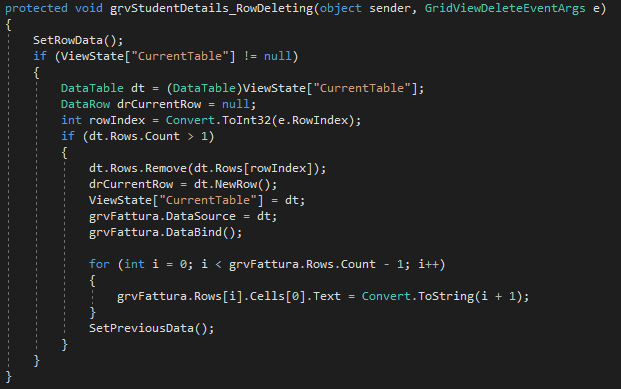 protected void grvStudentDetails_RowDeleting(object sender, GridViewDeleteEventArgs e)
{
    SetRowData();
    if (ViewState["CurrentTable"] != null)
    {
        DataTable dt = (DataTable)ViewState["CurrentTable"];
        DataRow drCurrentRow = null;
        int rowIndex = Convert.ToInt32(e.RowIndex);
        if (dt.Rows.Count > 1)
        {
            dt.Rows.Remove(dt.Rows[rowIndex]);
            drCurrentRow = dt.NewRow();
            ViewState["CurrentTable"] = dt;
            grvFattura.DataSource = dt;
            grvFattura.DataBind();

            for (int i = 0; i < grvFattura.Rows.Count - 1; i++)
            {
                grvFattura.Rows[i].Cells[0].Text = Convert.ToString(i + 1);
            }
            SetPreviousData();
        }
    }
}